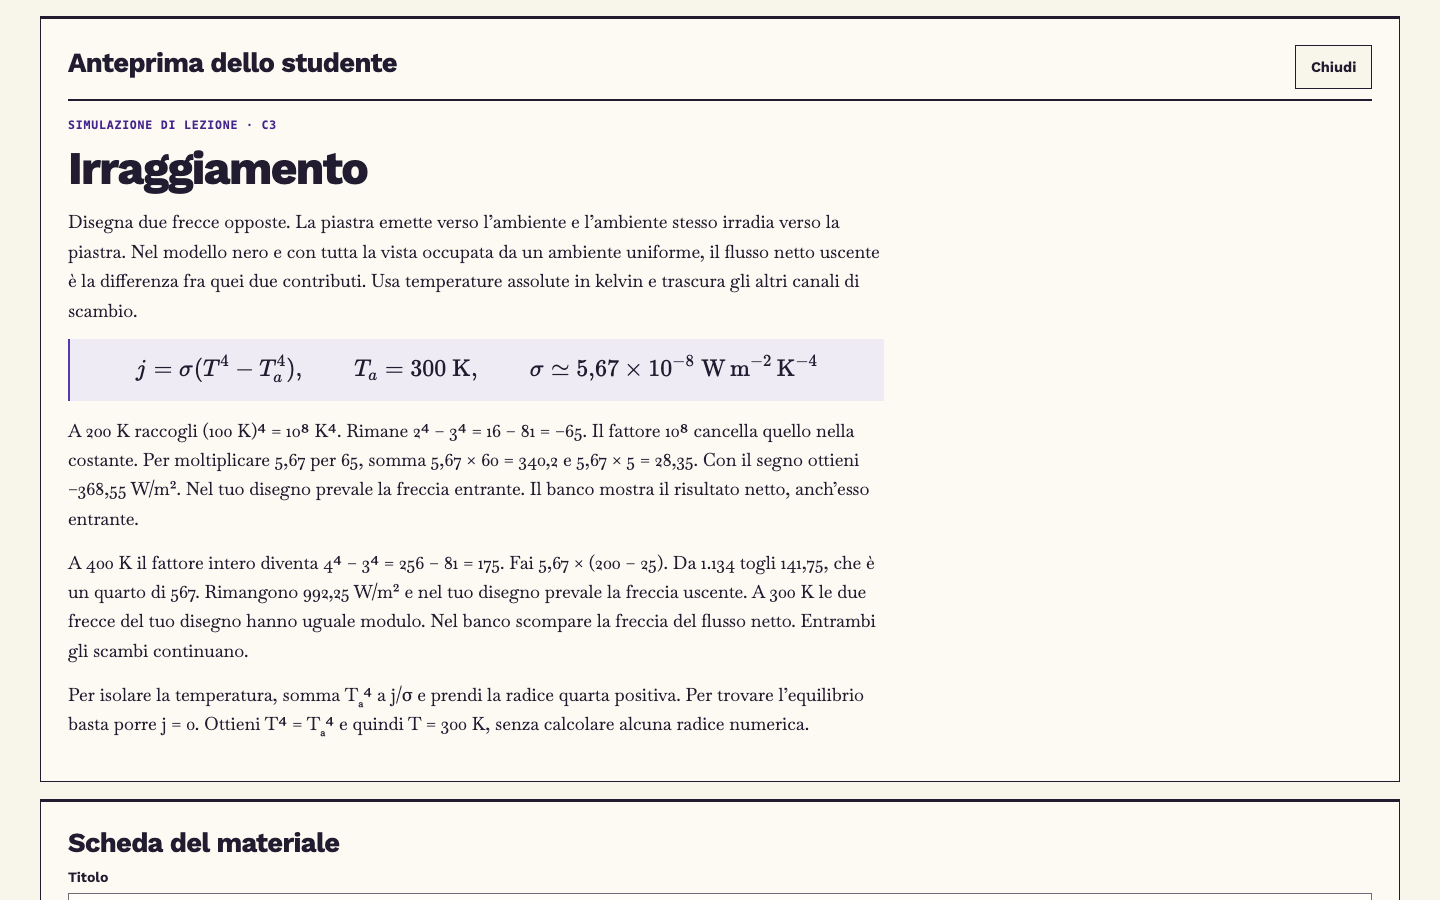 Anteprima dello studente
Chiudi
SIMULAZIONE DI LEZIONE · C3
Irraggiamento
Disegna due frecce opposte. La piastra emette verso l’ambiente e l’ambiente stesso irradia verso la
piastra. Nel modello nero e con tutta la vista occupata da un ambiente uniforme, il flusso netto uscente
è la differenza fra quei due contributi. Usa temperature assolute in kelvin e trascura gli altri canali di
scambio.
j = σ(T⁴ − Tₐ⁴), Tₐ = 300 K, σ ≃ 5,67 × 10⁻⁸ W m⁻² K⁻⁴
A 200 K raccogli (100 K)⁴ = 10⁸ K⁴. Rimane 2⁴ − 3⁴ = 16 − 81 = −65. Il fattore 10⁸ cancella quello nella
costante. Per moltiplicare 5,67 per 65, somma 5,67 × 60 = 340,2 e 5,67 × 5 = 28,35. Con il segno ottieni
−368,55 W/m². Nel tuo disegno prevale la freccia entrante. Il banco mostra il risultato netto, anch’esso
entrante.
A 400 K il fattore intero diventa 4⁴ − 3⁴ = 256 − 81 = 175. Fai 5,67 × (200 − 25). Da 1.134 togli 141,75, che è
un quarto di 567. Rimangono 992,25 W/m² e nel tuo disegno prevale la freccia uscente. A 300 K le due
frecce del tuo disegno hanno uguale modulo. Nel banco scompare la freccia del flusso netto. Entrambi
gli scambi continuano.
Per isolare la temperatura, somma Tₐ⁴ a j/σ e prendi la radice quarta positiva. Per trovare l’equilibrio
basta porre j = 0. Ottieni T⁴ = Tₐ⁴ e quindi T = 300 K, senza calcolare alcuna radice numerica.
Scheda del materiale
Titolo